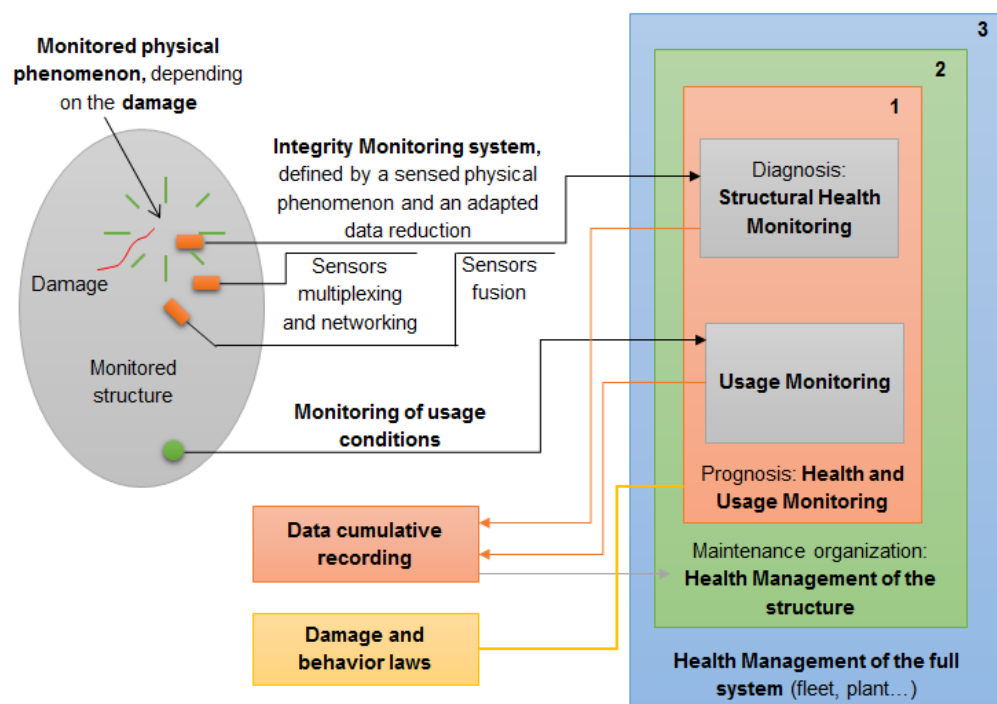 Monitored physical
phenomenon, depending
on the damage
Damage
Monitored
structure
Integrity Monitoring system,
defined by a sensed physical
phenomenon and an adapted
data reduction
Sensors
multiplexing
and networking
Sensors
fusion
Monitoring of usage
conditions
Data cumulative
recording
Damage and
behavior laws
3
2
1
Diagnosis:
Structural Health
Monitoring
Usage Monitoring
Prognosis: Health and
Usage Monitoring
Maintenance organization:
Health Management of the
structure
Health Management of the full
system (fleet, plant…)